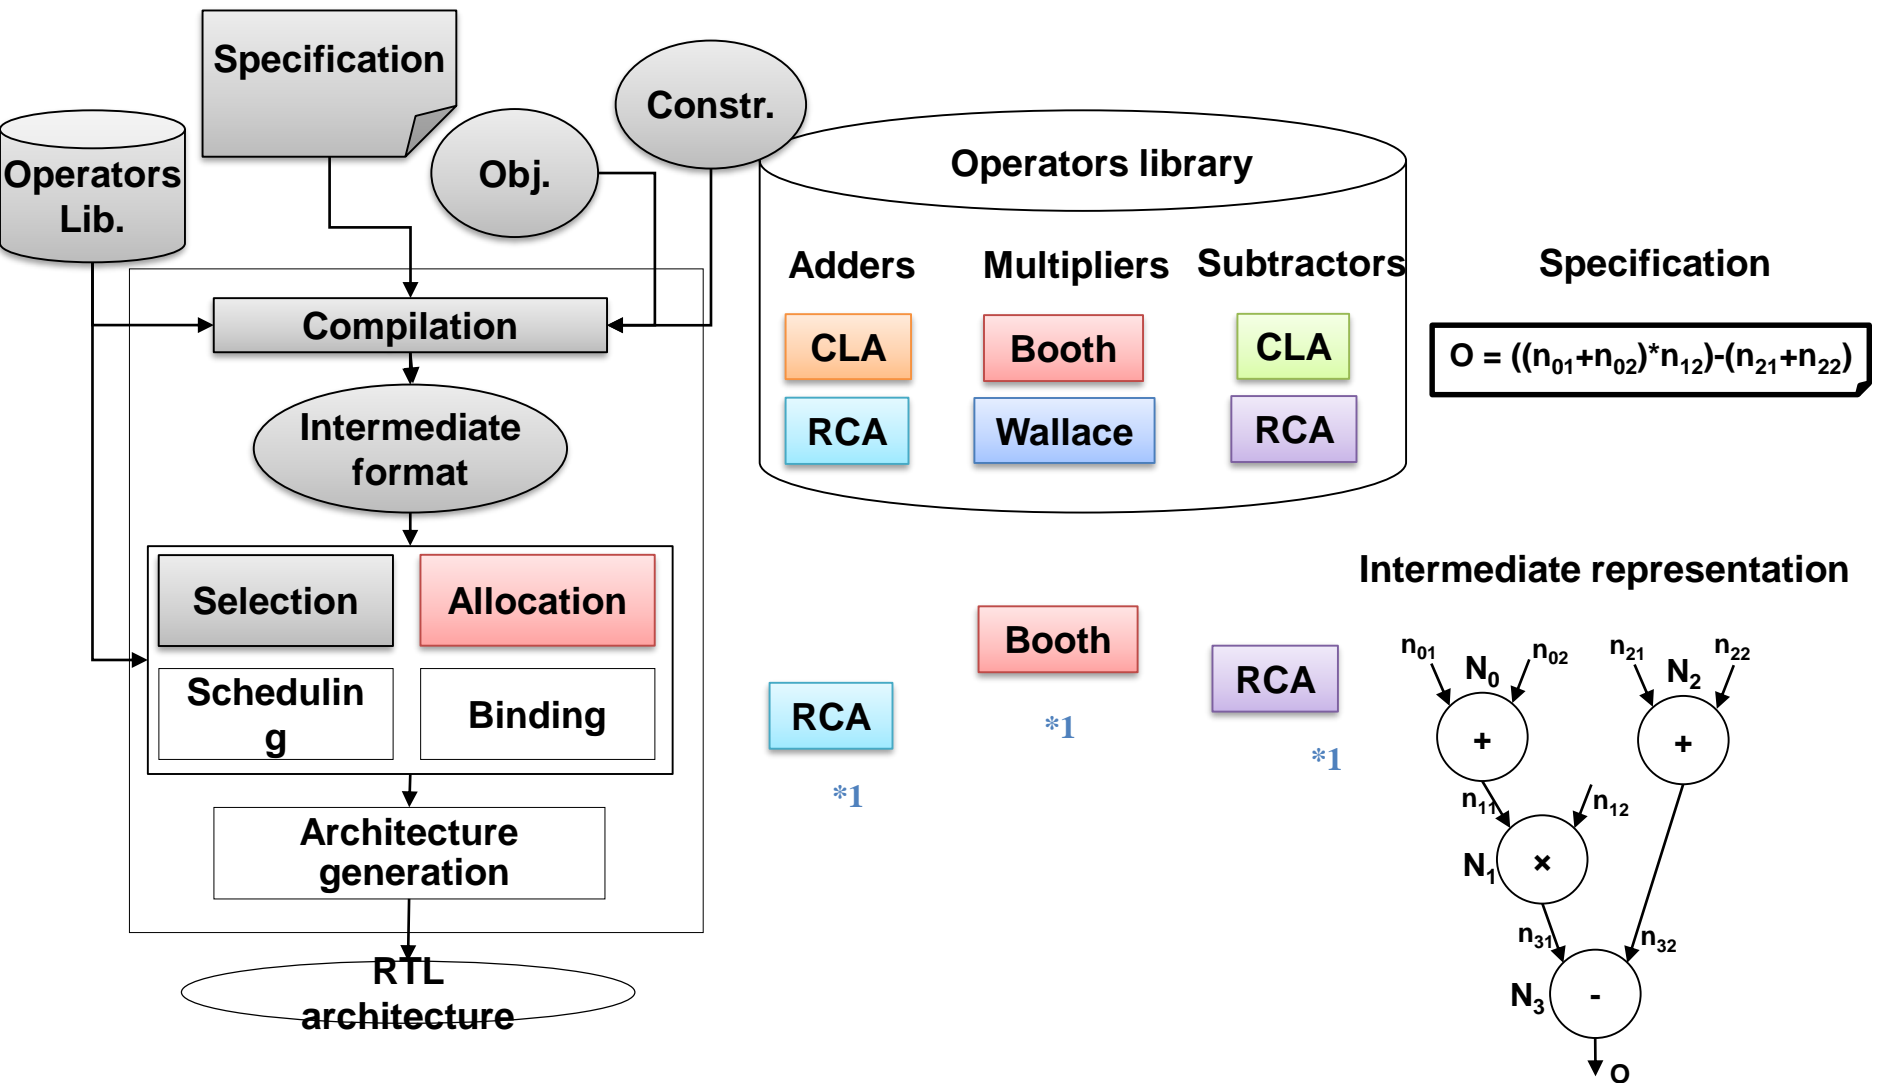 Specification
Constr.
Operators
Lib.
Obj.
Compilation
Intermediate
format
Selection
Allocation
Schedulin
g
Binding
Architecture
generation
RTL
architecture
Operators library
Adders
Multipliers
Subtractors
CLA
Booth
CLA
RCA
Wallace
RCA
Specification
O = ((n01+n02)*n12)-(n21+n22)
RCA
*1
Booth
*1
RCA
*1
Intermediate representation
n01
N0
n02
n21
N2
n22
+
+
n11
n12
N1
×
n31
n32
N3
-
O